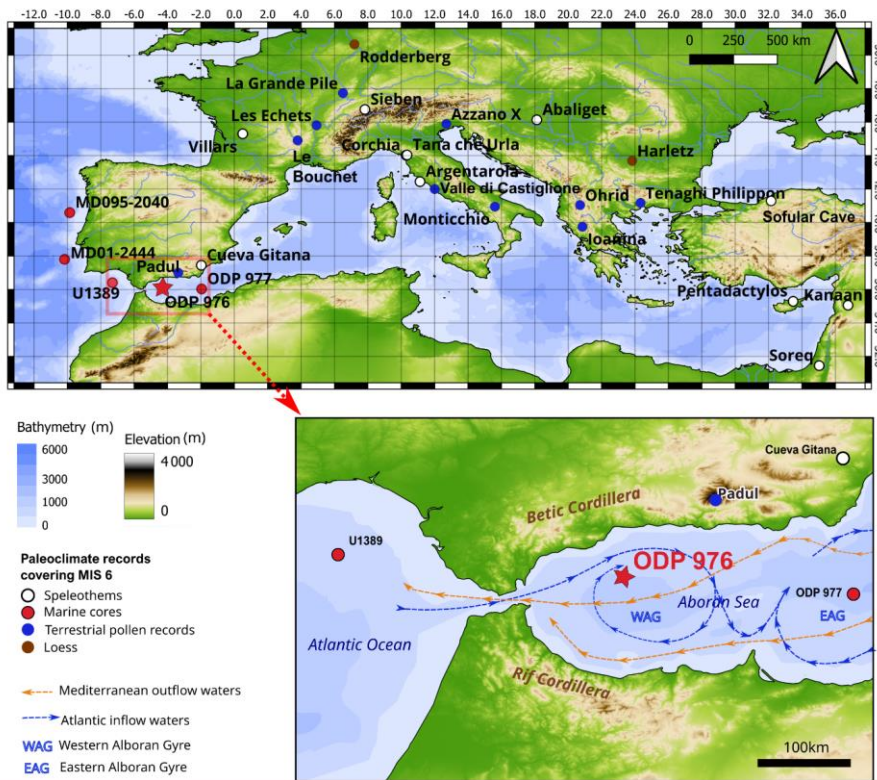 -12.0 -10.0 -8.0 -6.0 -4.0 -2.0 0.0 2.0 4.0 6.0 8.0 10.0 12.0 14.0 16.0 18.0 20.0 22.0 24.0 26.0 28.0 30.0 32.0 34.0 36.0
Rodderberg
0 250 500 km
La Grande Pile
Sieben
Les Echets
Azzano X
Abaliget
Villars
Le
Bouchet
Corchia
Tana che Urla
Harletz
Argentarola
Valle di Castiglione
Ohrid
Tenaghi Philippon
MD095-2040
Monticchio
Sofular Cave
Ioanina
MD01-2444
Cueva Gitana
Padul
ODP 977
U1389
ODP 976
Pentadactylos
Kanaan
Soreq
Bathymetry (m)
6000
3000
1000
0
Elevation
(m)
4000
0
Paleoclimate records
covering MIS 6
Speleothems
Marine cores
Terrestrial pollen records
Loess
Mediterranean outflow waters
Atlantic inflow waters
WAG Western Alboran Gyre
EAG Eastern Alboran Gyre
Cueva Gitana
Padul
Betic Cordillera
U1389
ODP 976
ODP 977
Aboran Sea
WAG
EAG
Atlantic Ocean
Rif Cordillera
100km